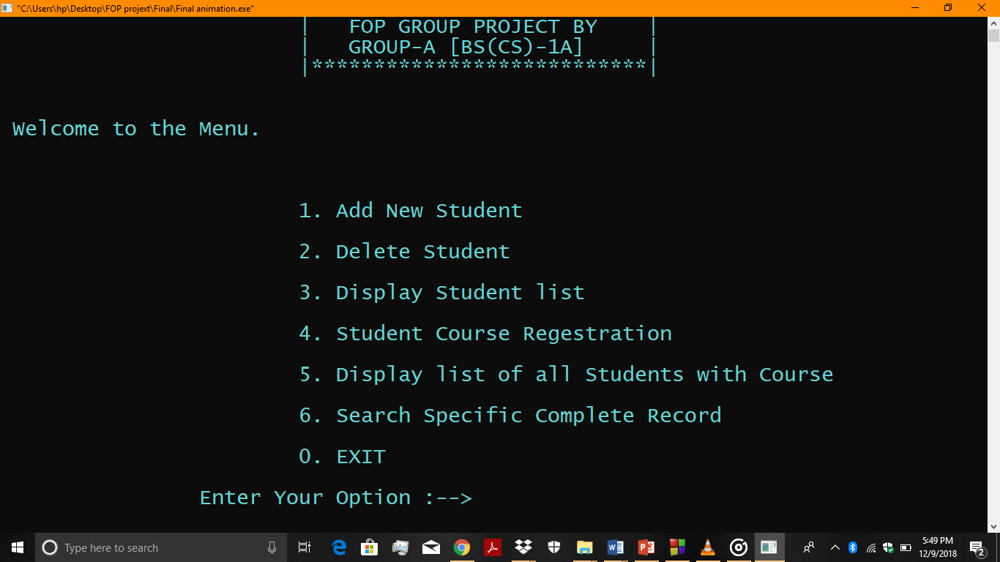 "C:\Users\hp\Desktop\FOP projext\Final\Final animation.exe"
| FOP GROUP PROJECT BY |
| GROUP-A [BS(CS)-1A] |
|***************************|
Welcome to the Menu.
1. Add New Student
2. Delete Student
3. Display Student list
4. Student Course Regestration
5. Display list of all Students with Course
6. Search Specific Complete Record
0. EXIT
Enter Your Option :-->
Type here to search
5:49 PM
12/9/2018
2